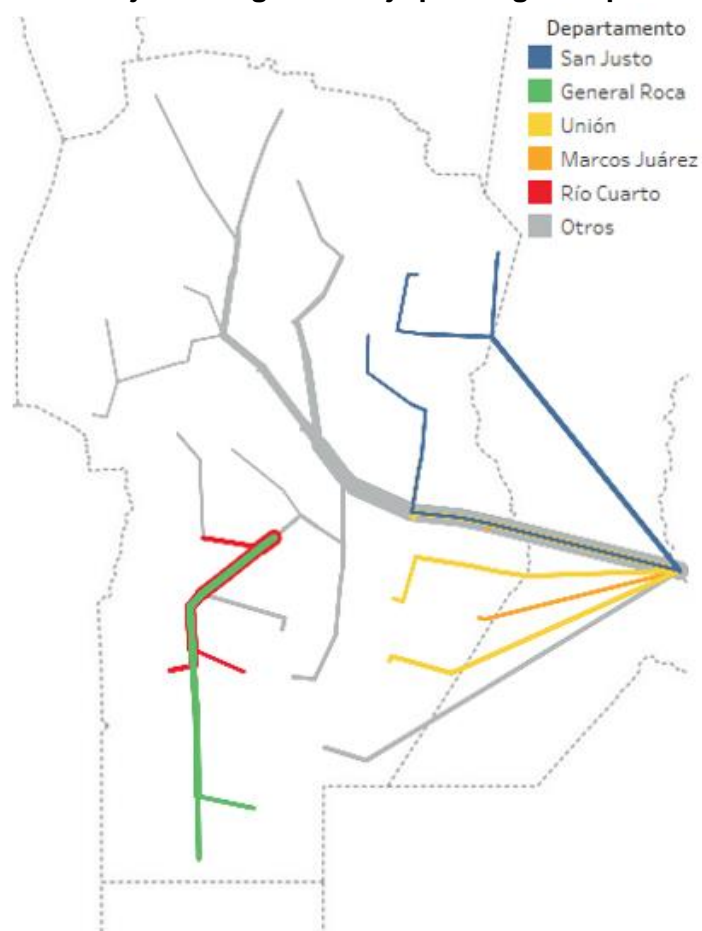 Departamento
San Justo
General Roca
Unión
Marcos Juárez
Río Cuarto
Otros